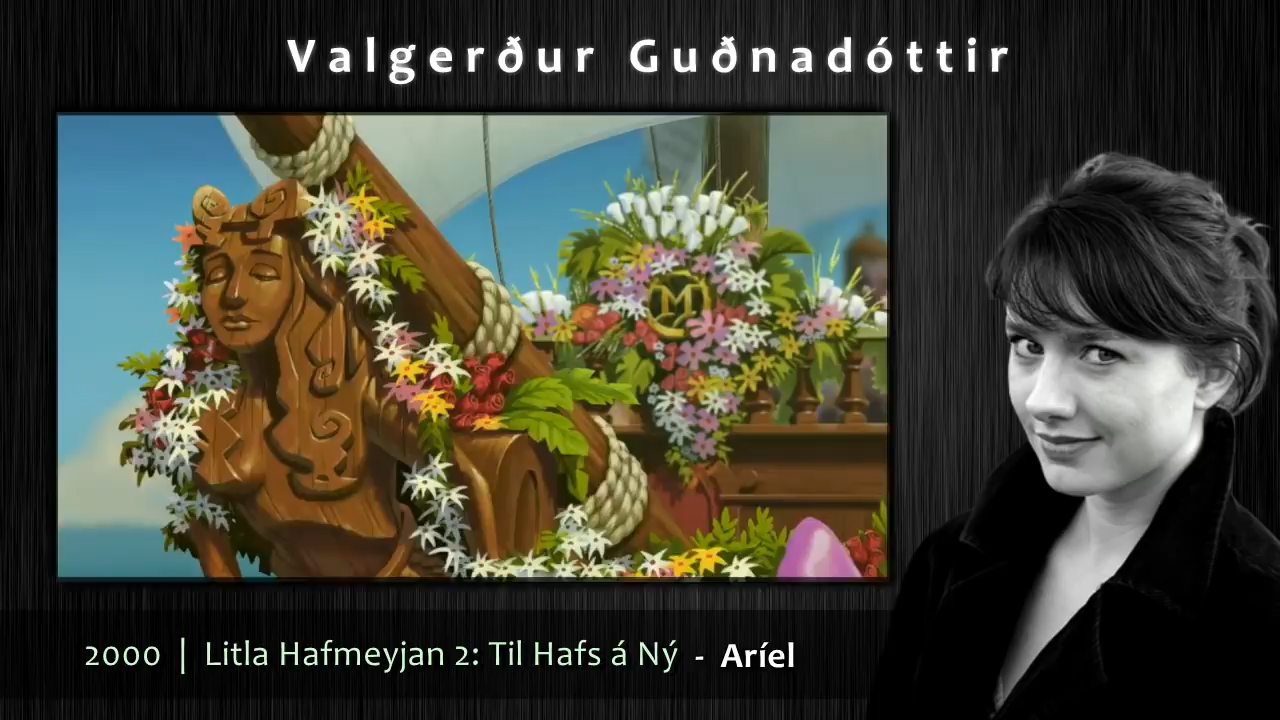 Valgerður Guðnadóttir
M
2000 | Litla Hafmeyjan 2: Til Hafs á Ný - Aríel